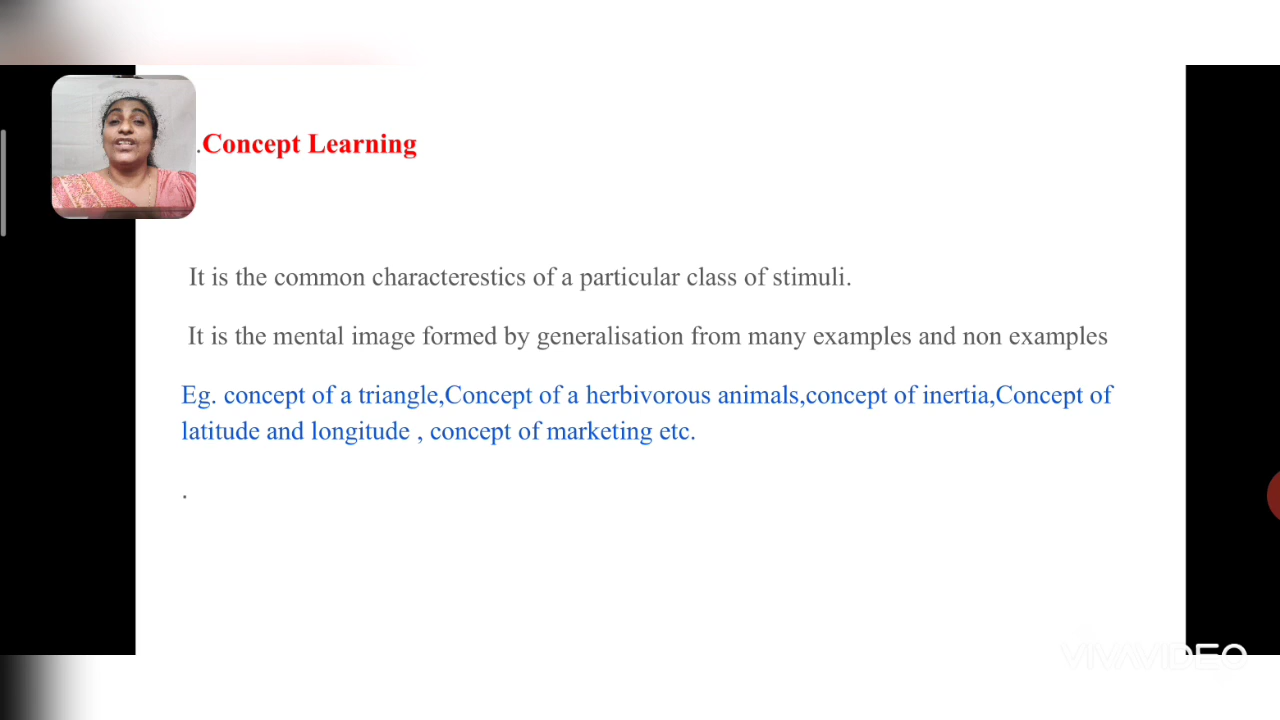 .Concept Learning
It is the common characterestics of a particular class of stimuli.
It is the mental image formed by generalisation from many examples and non examples
Eg. concept of a triangle,Concept of a herbivorous animals,concept of inertia,Concept of
latitude and longitude , concept of marketing etc.
.
VIVAVIDEO